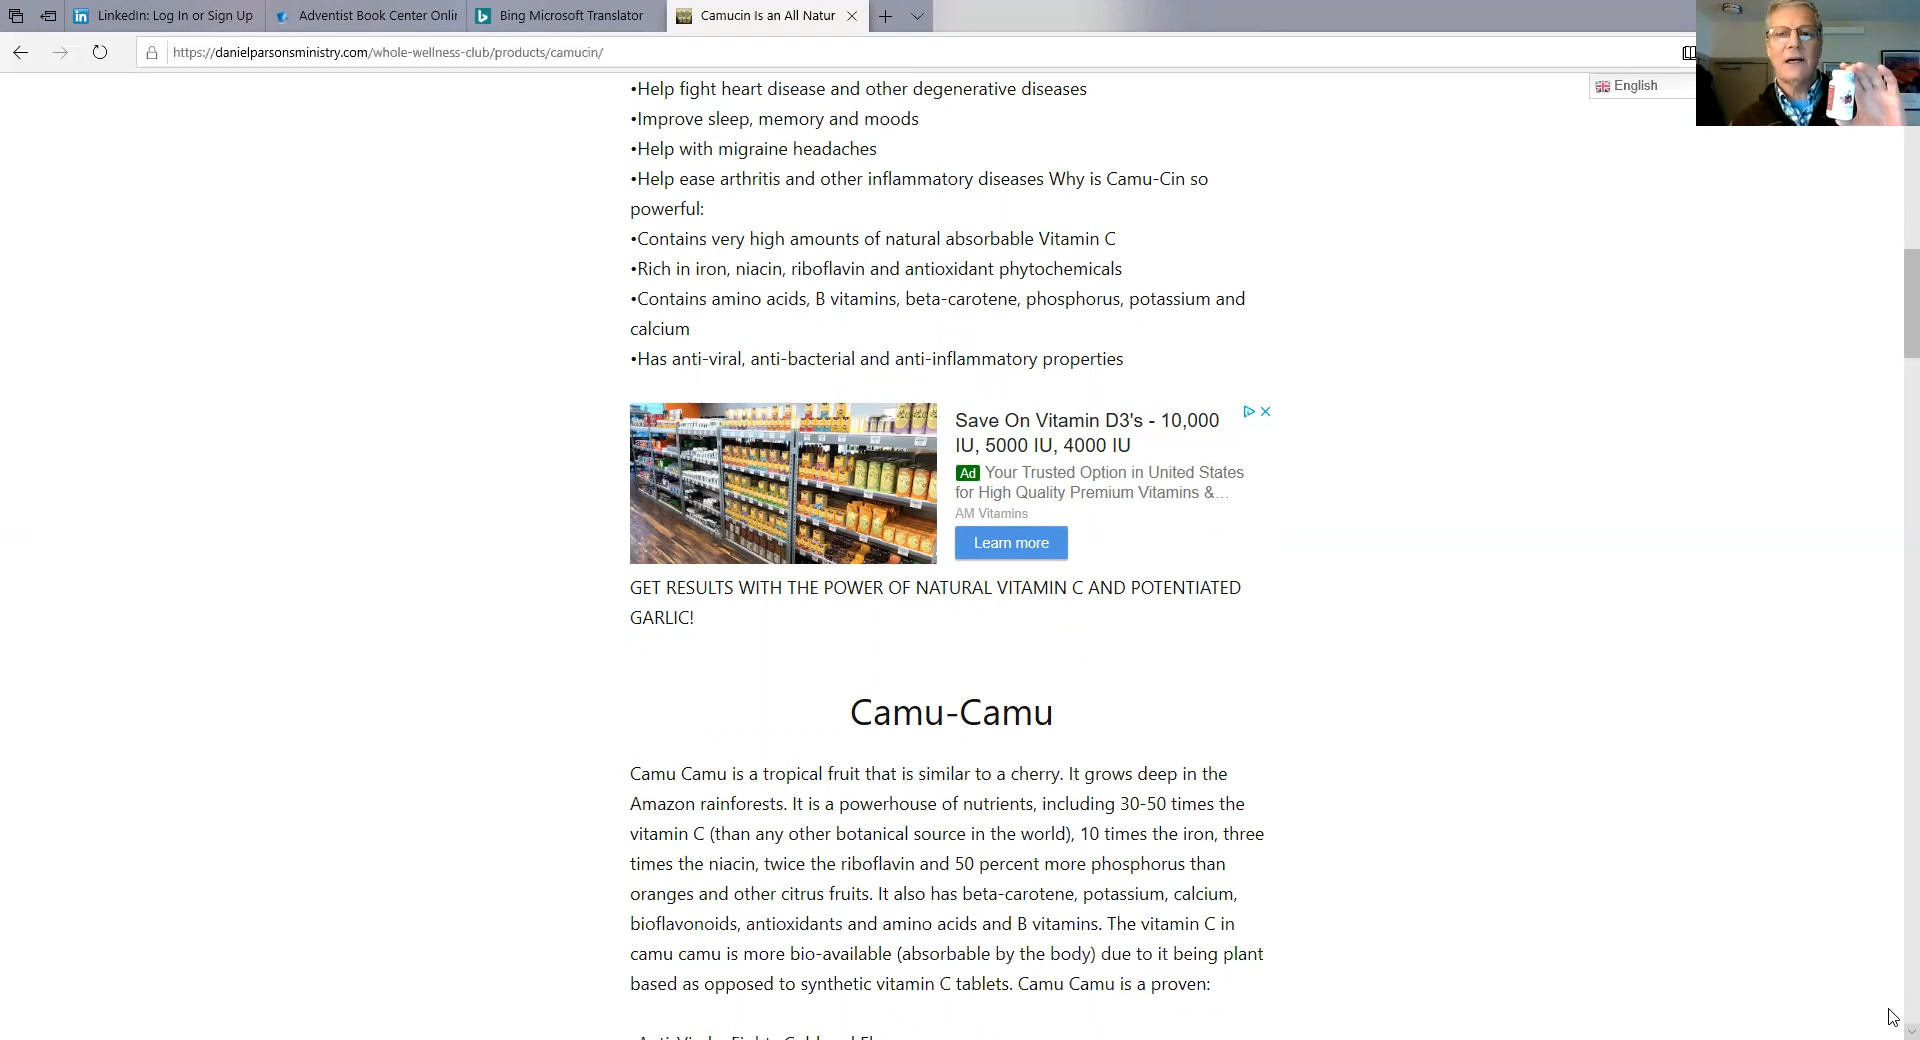 LinkedIn: Log In or Sign Up
Adventist Book Center Onlin
Bing Microsoft Translator
Camucin Is an All Natur
https://danielparsonsministry.com/whole-wellness-club/products/camucin/
English
•Help fight heart disease and other degenerative diseases
•Improve sleep, memory and moods
•Help with migraine headaches
•Help ease arthritis and other inflammatory diseases Why is Camu-Cin so
powerful:
•Contains very high amounts of natural absorbable Vitamin C
•Rich in iron, niacin, riboflavin and antioxidant phytochemicals
•Contains amino acids, B vitamins, beta-carotene, phosphorus, potassium and
calcium
•Has anti-viral, anti-bacterial and anti-inflammatory properties
Save On Vitamin D3's - 10,000
IU, 5000 IU, 4000 IU
Ad Your Trusted Option in United States
for High Quality Premium Vitamins &...
AM Vitamins
Learn more
GET RESULTS WITH THE POWER OF NATURAL VITAMIN C AND POTENTIATED
GARLIC!
Camu-Camu
Camu Camu is a tropical fruit that is similar to a cherry. It grows deep in the
Amazon rainforests. It is a powerhouse of nutrients, including 30-50 times the
vitamin C (than any other botanical source in the world), 10 times the iron, three
times the niacin, twice the riboflavin and 50 percent more phosphorus than
oranges and other citrus fruits. It also has beta-carotene, potassium, calcium,
bioflavonoids, antioxidants and amino acids and B vitamins. The vitamin C in
camu camu is more bio-available (absorbable by the body) due to it being plant
based as opposed to synthetic vitamin C tablets. Camu Camu is a proven: